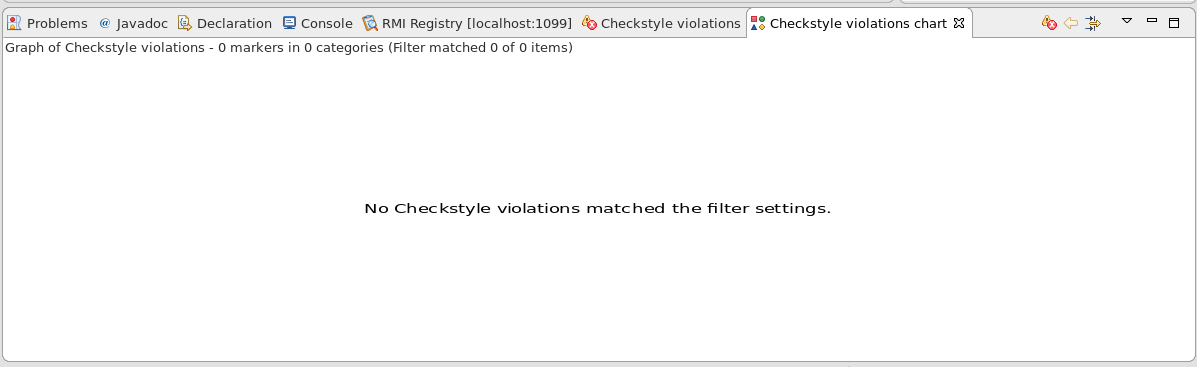 Problems @ Javadoc Declaration Console RMI Registry [localhost:1099] Checkstyle violations Checkstyle violations chart
Graph of Checkstyle violations - 0 markers in 0 categories (Filter matched 0 of 0 items)
No Checkstyle violations matched the filter settings.